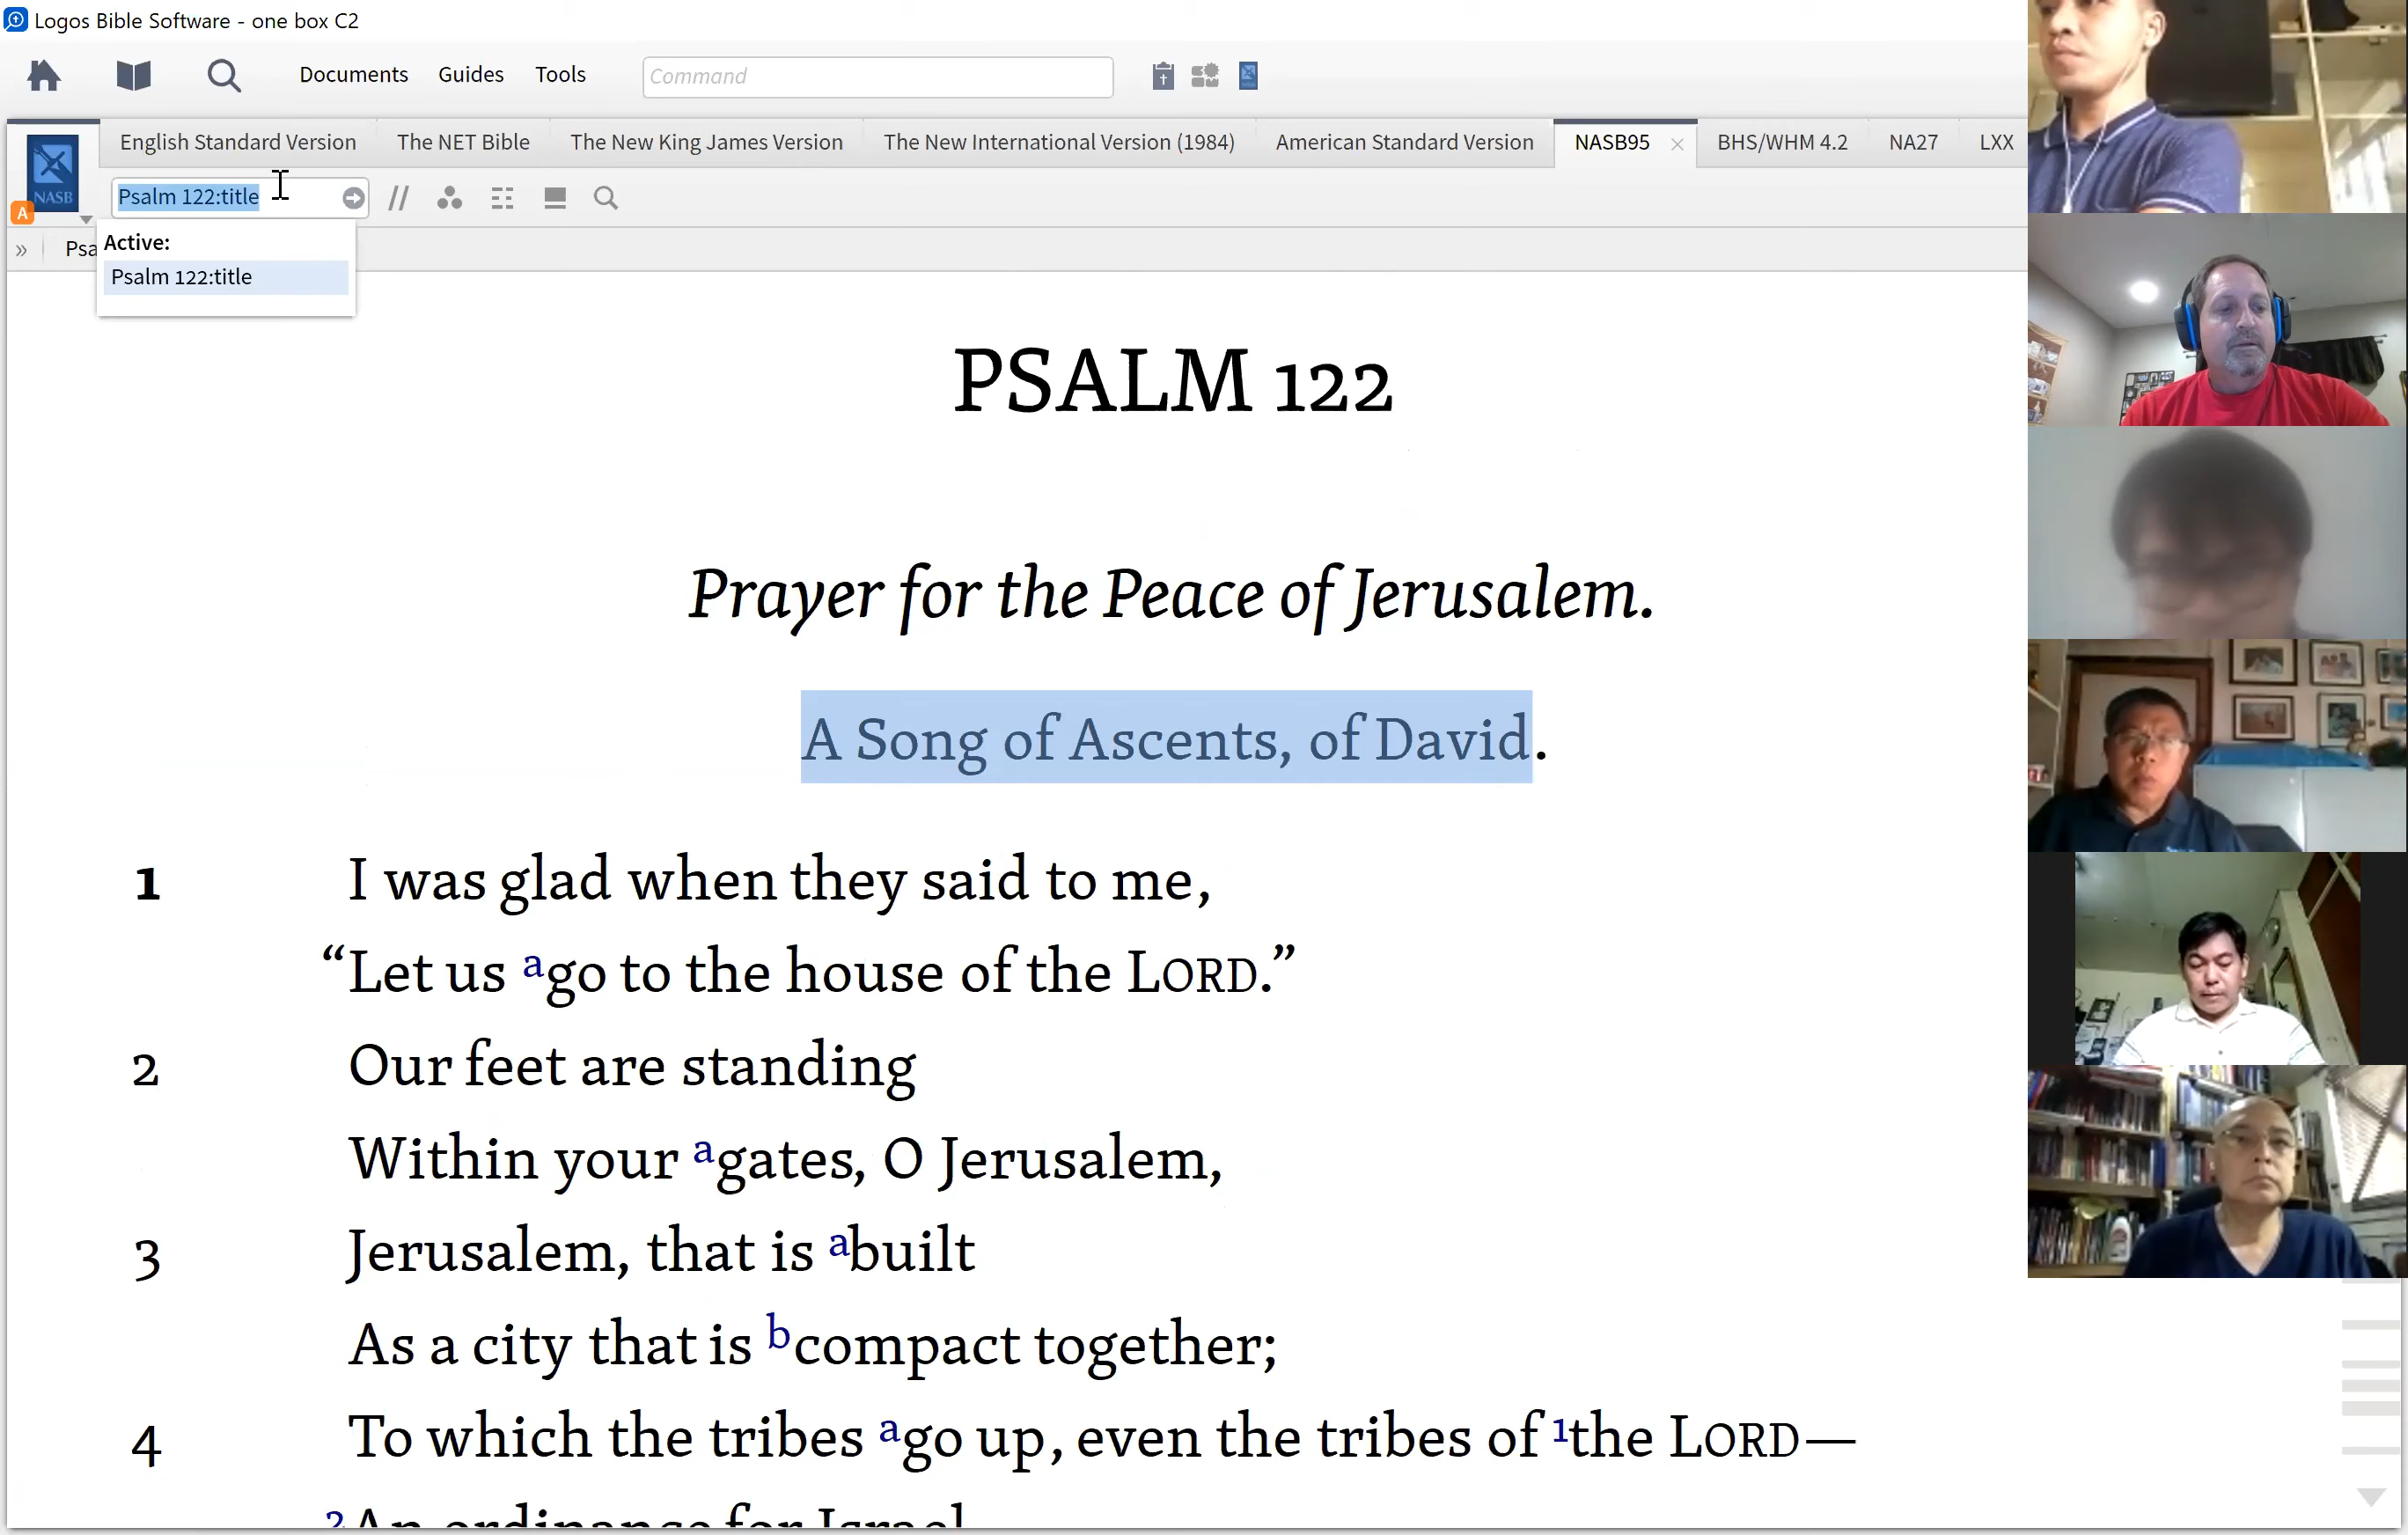 Logos Bible Software - one box C2
Documents Guides Tools Command
English Standard Version The NET Bible The New King James Version The New International Version (1984) American Standard Version NASB95 BHS/WHM 4.2 NA27 LXX
NASB
A
Psalm 122:title
» Psa
Active:
Psalm 122:title
PSALM 122
Prayer for the Peace of Jerusalem.
A Song of Ascents, of David.
1 I was glad when they said to me,
“Let us ago to the house of the LORD.”
2 Our feet are standing
Within your agates, O Jerusalem,
3 Jerusalem, that is abuilt
As a city that is bcompact together;
4 To which the tribes ago up, even the tribes of 1the LORD—
2An ordinance for Israel